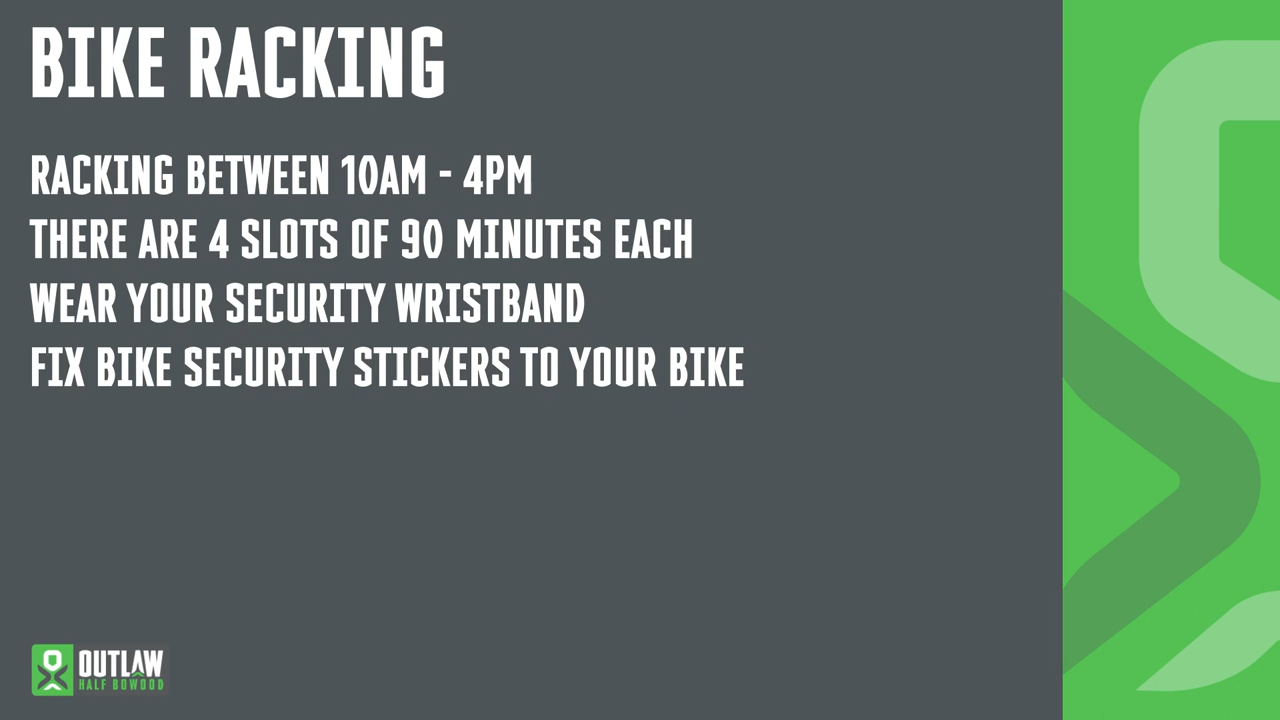 BIKE RACKING
RACKING BETWEEN 10AM - 4PM
THERE ARE 4 SLOTS OF 90 MINUTES EACH
WEAR YOUR SECURITY WRISTBAND
FIX BIKE SECURITY STICKERS TO YOUR BIKE
OUTLAW
HALF BOWOOD